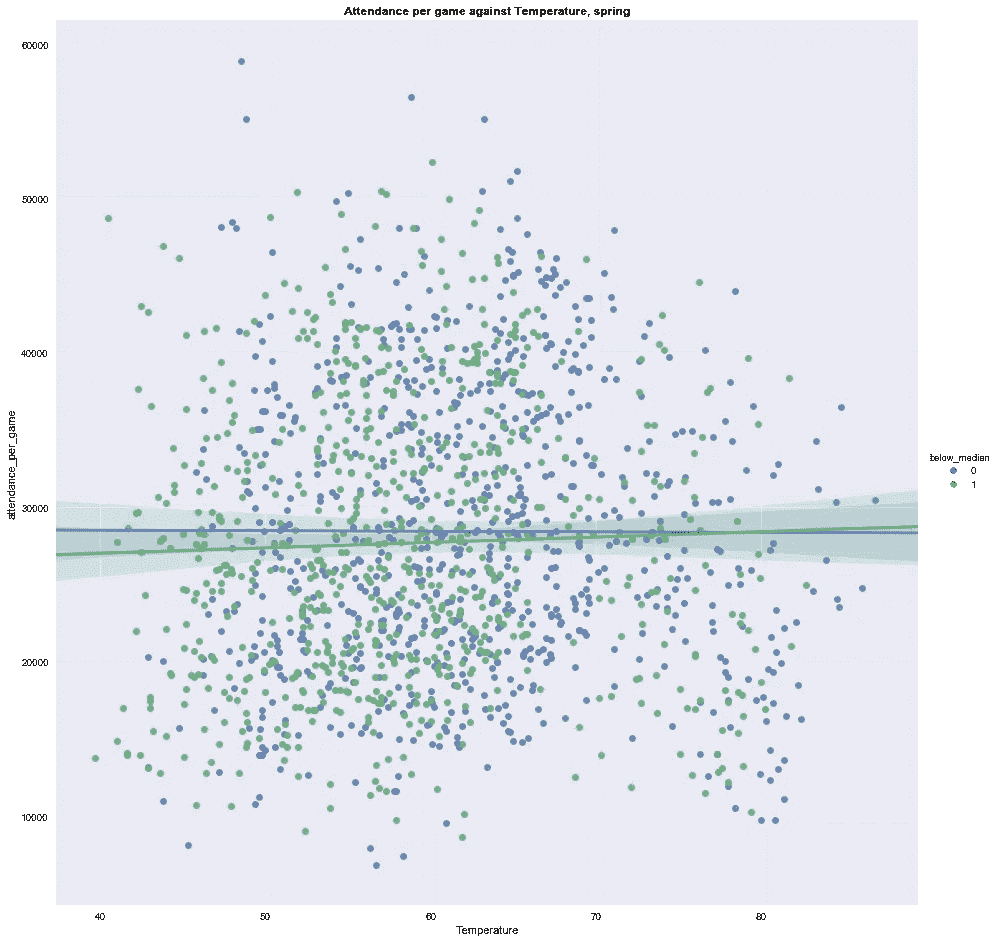 Attendance per game against Temperature, spring
60000
50000
40000
30000
20000
10000
attendance_per_game
40 50 60 70 80
Temperature
below_median
0
1